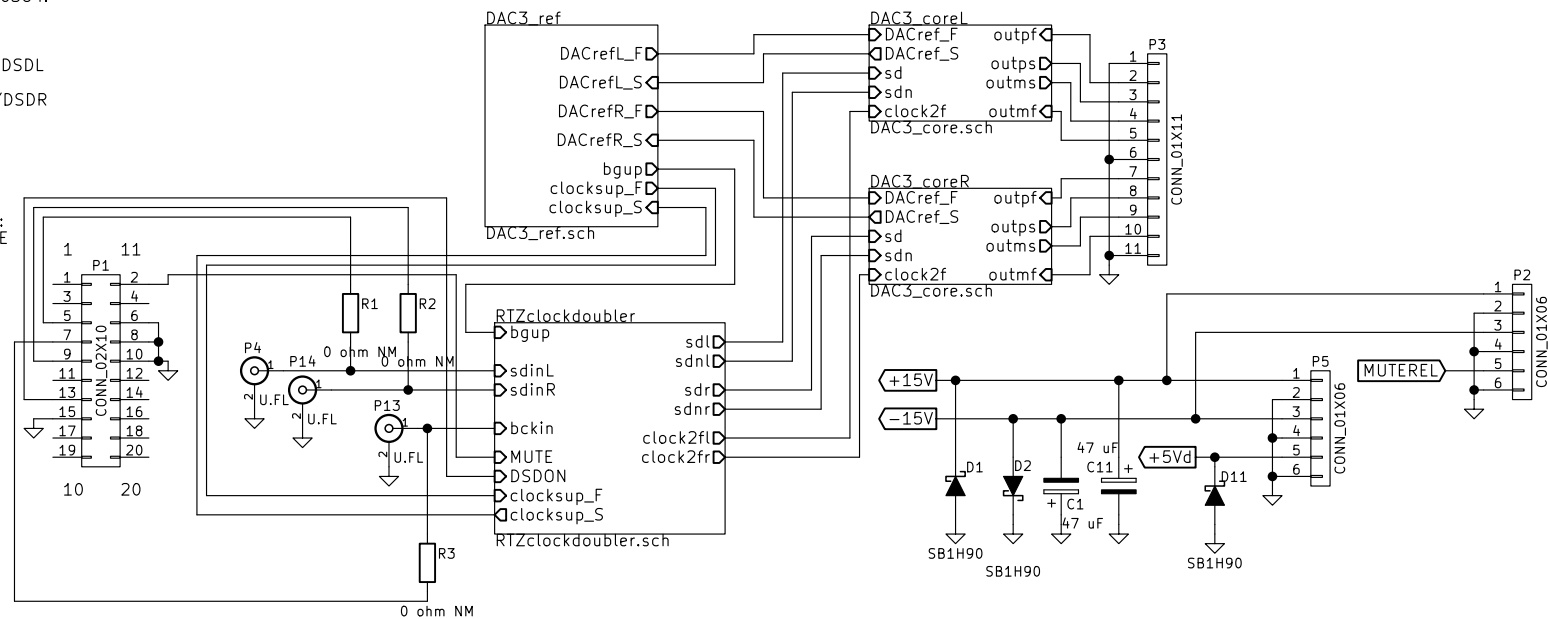 DSDL
DSDR
DAC3_ref
DACrefL_F
DACrefL_S
DACrefR_F
DACrefR_S
bgup
clocksup_F
clocksup_S
DAC3_ref.sch
DAC3_coreL
DACref_F
DACref_S
sd
sdn
clock2f
outpf
outps
outms
outmf
DAC3_core.sch
DAC3_coreR
DACref_F
DACref_S
sd
sdn
clock2f
outpf
outps
outms
outmf
DAC3_core.sch
P3
1
2
3
4
5
6
7
8
9
10
11
CONN_01X11
1 11
P1
1 2
3 4
5 6
7 8
9 10
11 12
13 14
15 16
17 18
19 20
CONN_02X10
10 20
R1
0 ohm NM
R2
0 ohm NM
P4
1
2
U.FL
P14
1
2
U.FL
P13
1
2
U.FL
R3
0 ohm NM
RTZclockdoubler
bgup
sdinL
sdinR
bckin
MUTE
DSDON
clocksup_F
clocksup_S
sdl
sdnl
sdr
sdnr
clock2fl
clock2fr
RTZclockdoubler.sch
+15V
-15V
D1
SB1H90
D2
SB1H90
+
C1
47 uF
47 uF
C11
+
+5Vd
D11
SB1H90
P5
1
2
3
4
5
6
CONN_01X06
MUTEREL
P2
1
2
3
4
5
6
CONN_01X06